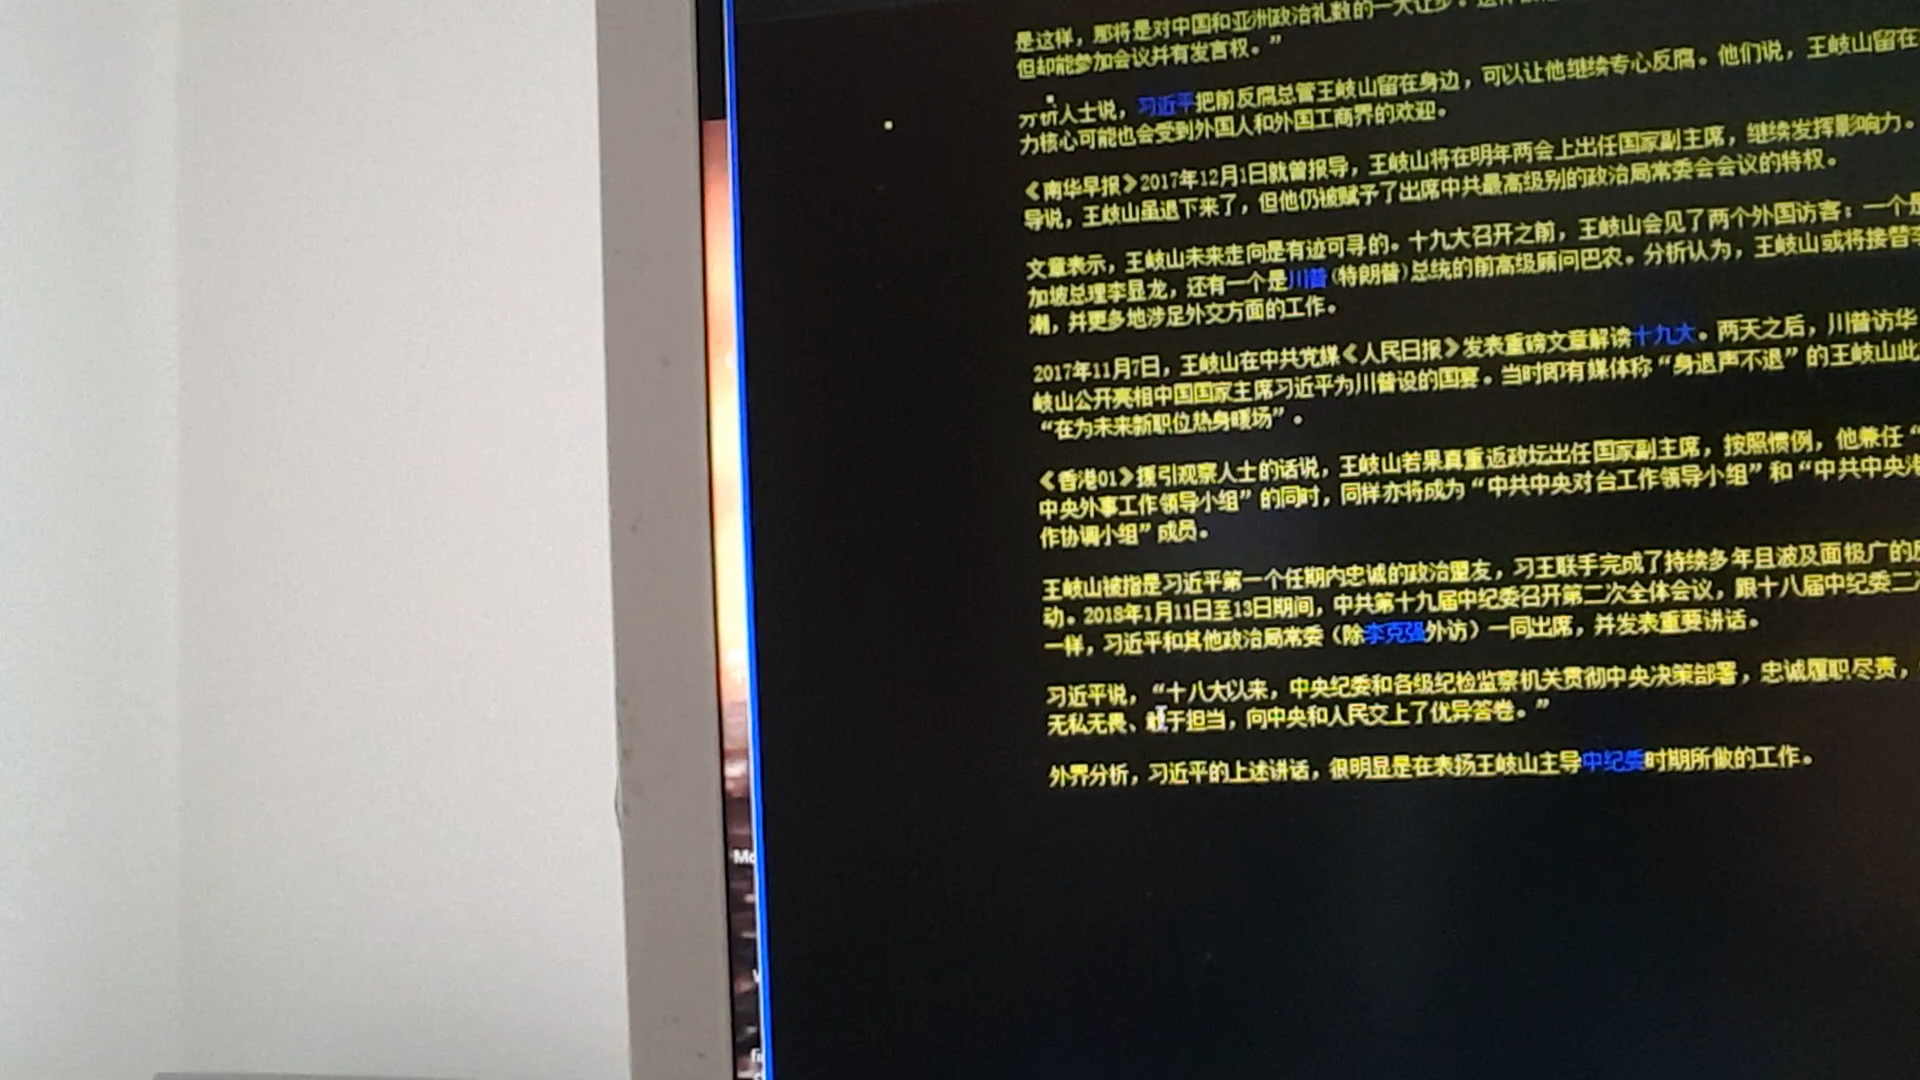 是这样，那将是对中国和亚洲政治礼数的一大让步。
但却能参加会议并有发言权。”
分析人士说，习近平把前反腐总管王岐山留在身边，可以让他继续专心反腐。他们说，王岐山留在
力核心可能也会受到外国人和外国工商界的欢迎。
《南华早报》2017年12月1日就曾报导，王岐山将在明年两会上出任国家副主席，继续发挥影响力。
导说，王岐山虽退下来了，但他仍被赋予了出席中共最高级别的政治局常委会会议的特权。
文章表示，王岐山未来走向是有迹可寻的。十九大召开之前，王岐山会见了两个外国访客：一个是
加坡总理李显龙，还有一个是川普(特朗普)总统的前高级顾问巴农。分析认为，王岐山或将接替
潮，并更多地涉足外交方面的工作。
2017年11月7日，王岐山在中共党媒《人民日报》发表重磅文章解读十九大。两天之后，川普访华
岐山公开亮相中国国家主席习近平为川普设的国宴。当时即有媒体称“身退声不退”的王岐山此
“在为未来新职位热身暖场”。
《香港01》援引观察人士的话说，王岐山若果真重返政坛出任国家副主席，按照惯例，他兼任“
中央外事工作领导小组”的同时，同样亦将成为“中共中央对台工作领导小组”和“中共中央港
作协调小组”成员。
王岐山被指是习近平第一个任期内忠诚的政治盟友，习王联手完成了持续多年且波及面极广的反
动。2018年1月11日至13日期间，中共第十九届中纪委召开第二次全体会议，跟十八届中纪委二次
一样，习近平和其他政治局常委（除李克强外访）一同出席，并发表重要讲话。
习近平说，“十八大以来，中央纪委和各级纪检监察机关贯彻中央决策部署，忠诚履职尽责，
无私无畏、敢于担当，向中央和人民交上了优异答卷。”
外界分析，习近平的上述讲话，很明显是在表扬王岐山主导中纪委时期所做的工作。